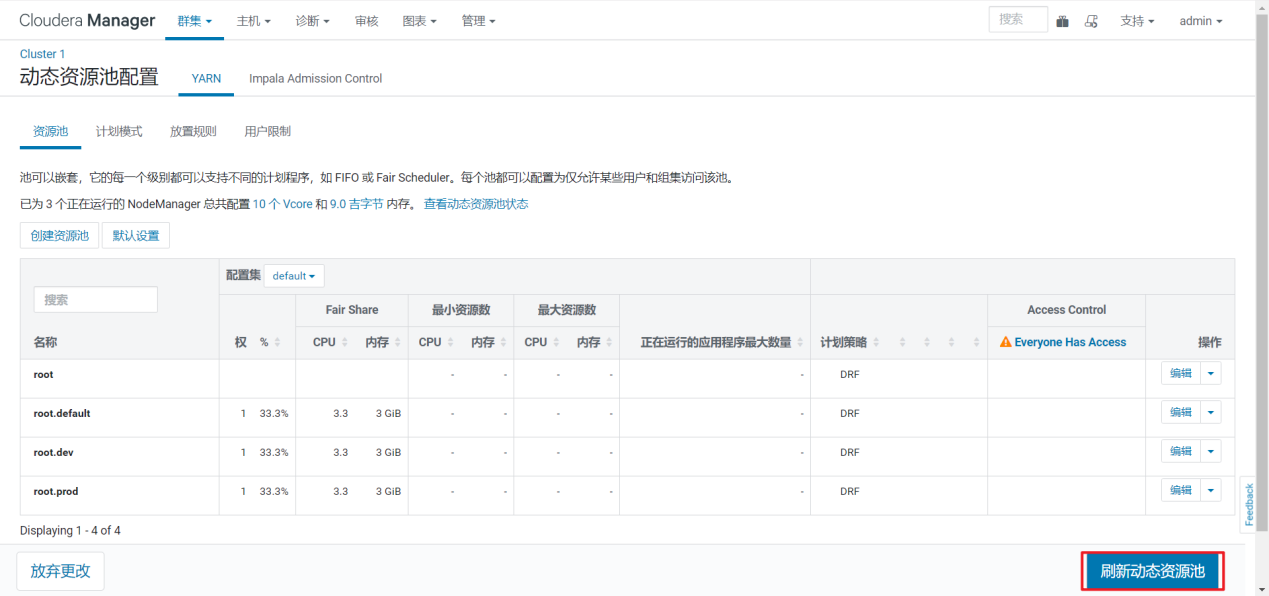 Cloudera Manager 群集 主机 诊断 审核 图表 管理 搜索 支持 admin
Cluster 1
动态资源池配置 YARN Impala Admission Control
资源池 计划模式 放置规则 用户限制
池可以嵌套，它的每一个级别都可以支持不同的计划程序，如 FIFO 或 Fair Scheduler。每个池都可以配置为仅允许某些用户和组集访问该池。
已为 3 个正在运行的 NodeManager 总共配置 10 个 Vcore 和 9.0 吉字节 内存。 查看动态资源池状态
创建资源池 默认设置
配置集 default
搜索
Fair Share 最小资源数 最大资源数 Access Control
名称 权 % CPU 内存 CPU 内存 CPU 内存 正在运行的应用程序最大数量 计划策略 Everyone Has Access 操作
root - - - - - DRF 编辑
root.default 1 33.3% 3.3 3 GiB - - - - - DRF 编辑
root.dev 1 33.3% 3.3 3 GiB - - - - - DRF 编辑
root.prod 1 33.3% 3.3 3 GiB - - - - - DRF 编辑
Feedback
Displaying 1 - 4 of 4
放弃更改 刷新动态资源池